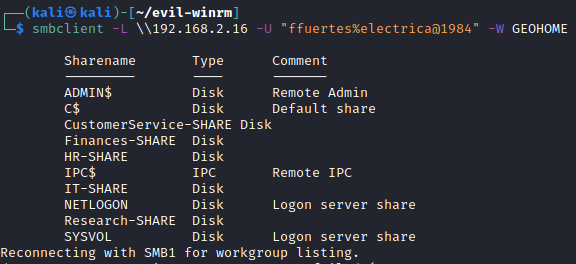 ┌──(kali㉿kali)-[~/evil-winrm]
└─$ smbclient -L \\192.168.2.16 -U "ffuertes%electrica@1984" -W GEOHOME
Sharename Type Comment
--------- ---- -------
ADMIN$ Disk Remote Admin
C$ Disk Default share
CustomerService-SHARE Disk
Finances-SHARE Disk
HR-SHARE Disk
IPC$ IPC Remote IPC
IT-SHARE Disk
NETLOGON Disk Logon server share
Research-SHARE Disk
SYSVOL Disk Logon server share
Reconnecting with SMB1 for workgroup listing.